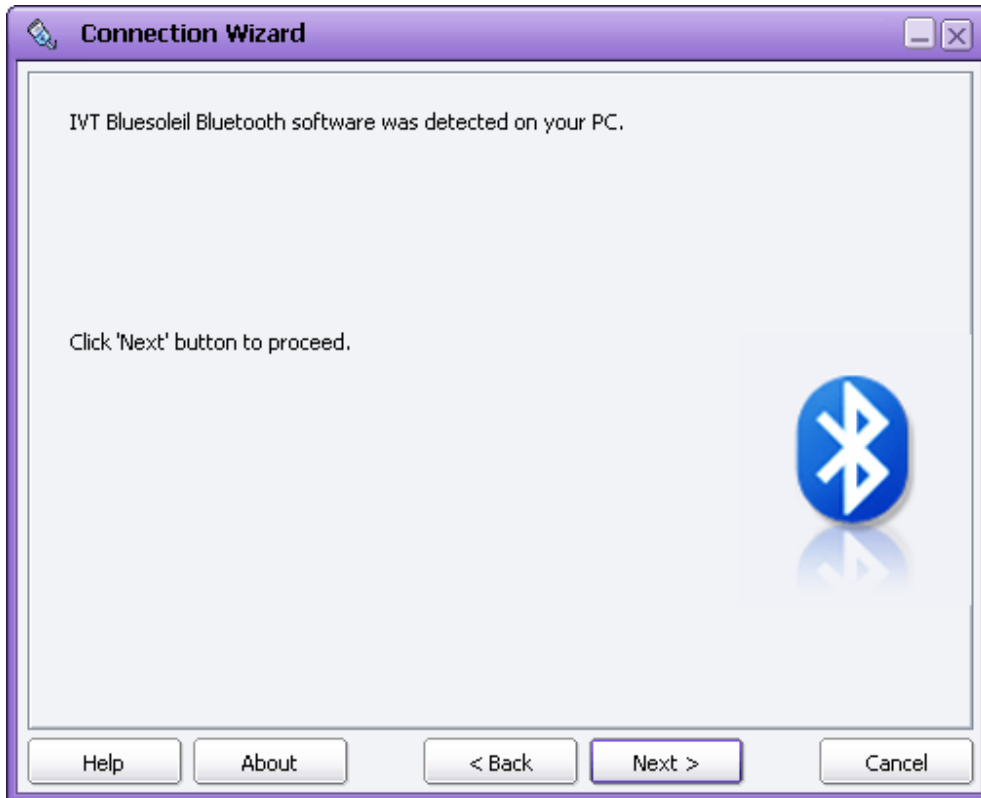 Connection Wizard
IVT Bluesoleil Bluetooth software was detected on your PC.
Click 'Next' button to proceed.
Help
About
< Back
Next >
Cancel